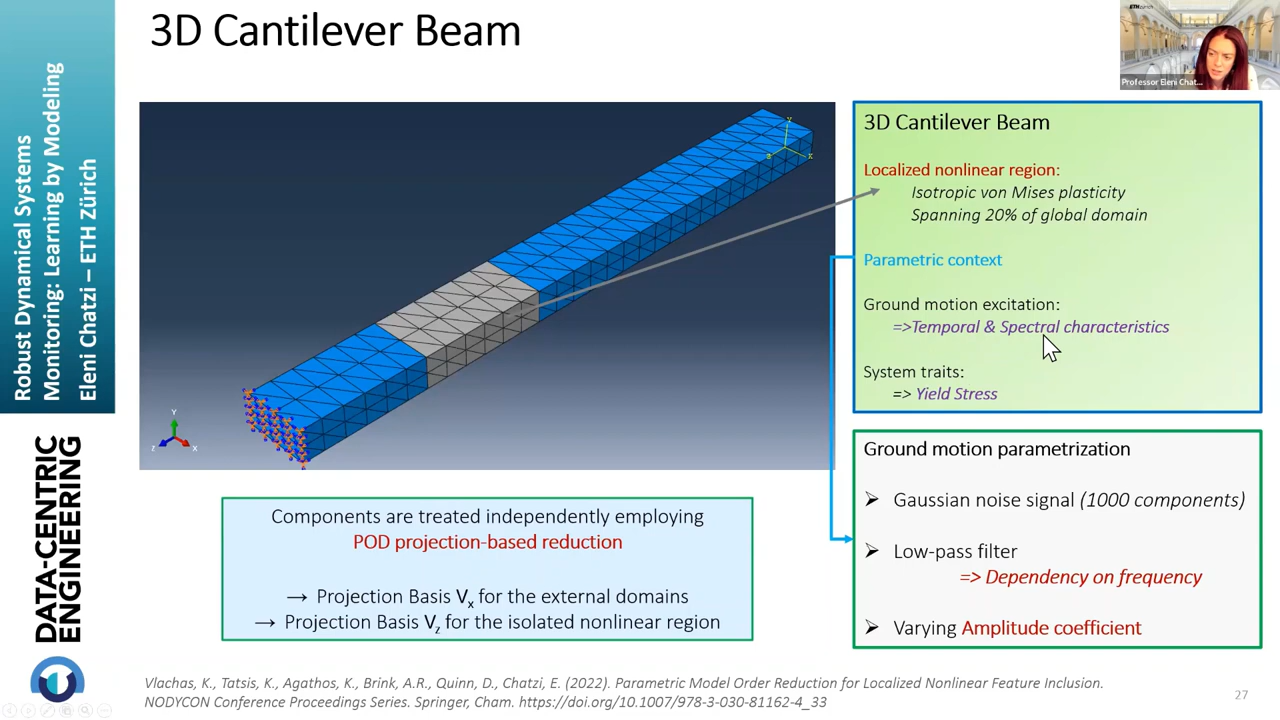 3D Cantilever Beam
Robust Dynamical Systems
Monitoring: Learning by Modeling
Eleni Chatzi – ETH Zürich
DATA-CENTRIC
ENGINEERING
ETH zürich
Professor Eleni Chat...
y
z
x
Y
Z
X
3D Cantilever Beam
Localized nonlinear region:
Isotropic von Mises plasticity
Spanning 20% of global domain
Parametric context
Ground motion excitation:
=>Temporal & Spectral characteristics
System traits:
=> Yield Stress
Components are treated independently employing
POD projection-based reduction
→ Projection Basis Vx for the external domains
→ Projection Basis Vz for the isolated nonlinear region
Ground motion parametrization
➢ Gaussian noise signal (1000 components)
➢ Low-pass filter
=> Dependency on frequency
➢ Varying Amplitude coefficient
Vlachas, K., Tatsis, K., Agathos, K., Brink, A.R., Quinn, D., Chatzi, E. (2022). Parametric Model Order Reduction for Localized Nonlinear Feature Inclusion.
NODYCON Conference Proceedings Series. Springer, Cham. https://doi.org/10.1007/978-3-030-81162-4_33
27